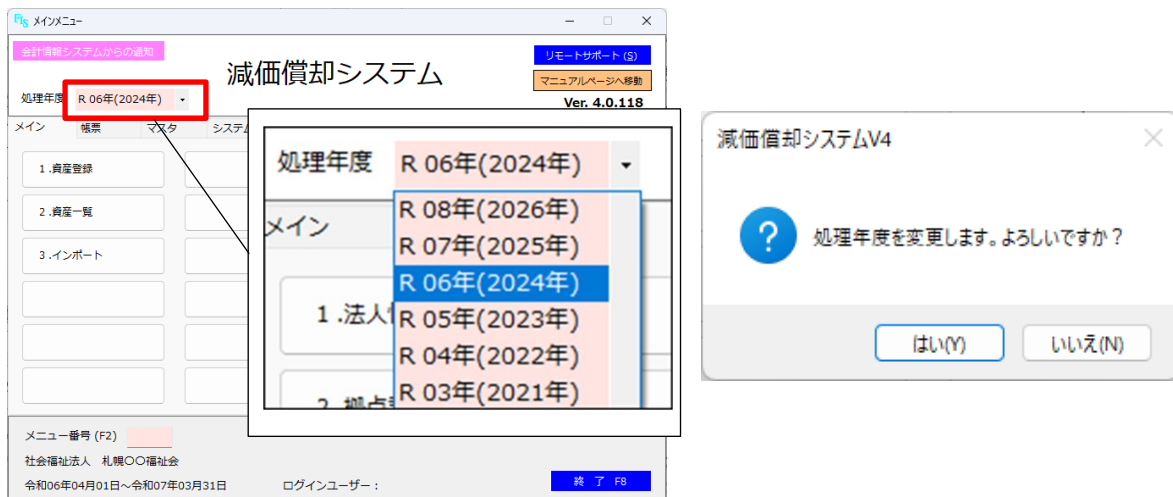 FIS メインメニュー
会計情報システムからの通知
減価償却システム
リモートサポート (S)
マニュアルページへ移動
処理年度 R 06年(2024年)
Ver. 4.0.118
メイン 帳票 マスタ システム
1 .資産登録
2 .資産一覧
3 .インポート
処理年度 R 06年(2024年)
R 08年(2026年)
メイン
R 07年(2025年)
R 06年(2024年)
1 .法人
R 05年(2023年)
R 04年(2022年)
2 .拠点
R 03年(2021年)
メニュー番号 (F2)
社会福祉法人 札幌〇〇福祉会
令和06年04月01日~令和07年03月31日 ログインユーザー :
終 了 F8
減価償却システムV4
処理年度を変更します。よろしいですか?
はい(Y) いいえ(N)